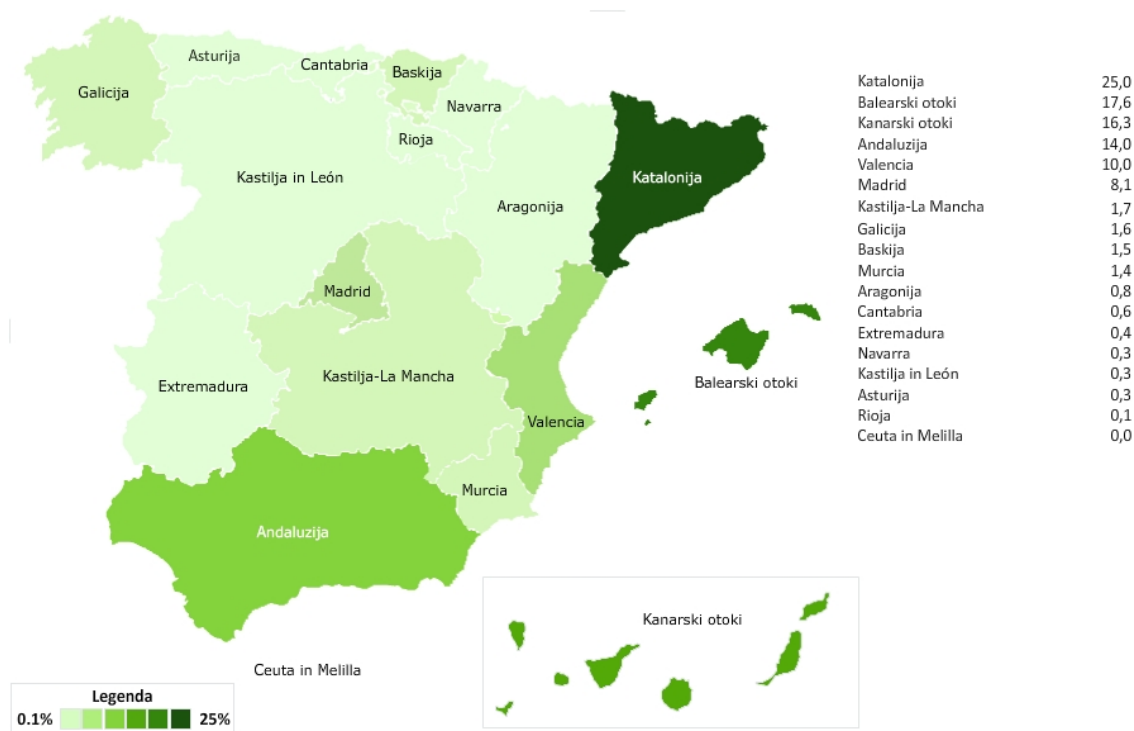 Asturija
Cantabria
Baskija
Galicija
Navarra
Rioja
Kastilja in León
Katalonija
Aragonija
Madrid
Kastilja-La Mancha
Extremadura
Balearski otoki
Valencia
Murcia
Andaluzija
Kanarski otoki
Ceuta in Melilla
Legenda
0.1% 25%
Katalonija 25,0
Balearski otoki 17,6
Kanarski otoki 16,3
Andaluzija 14,0
Valencia 10,0
Madrid 8,1
Kastilja-La Mancha 1,7
Galicija 1,6
Baskija 1,5
Murcia 1,4
Aragonija 0,8
Cantabria 0,6
Extremadura 0,4
Navarra 0,3
Kastilja in León 0,3
Asturija 0,3
Rioja 0,1
Ceuta in Melilla 0,0